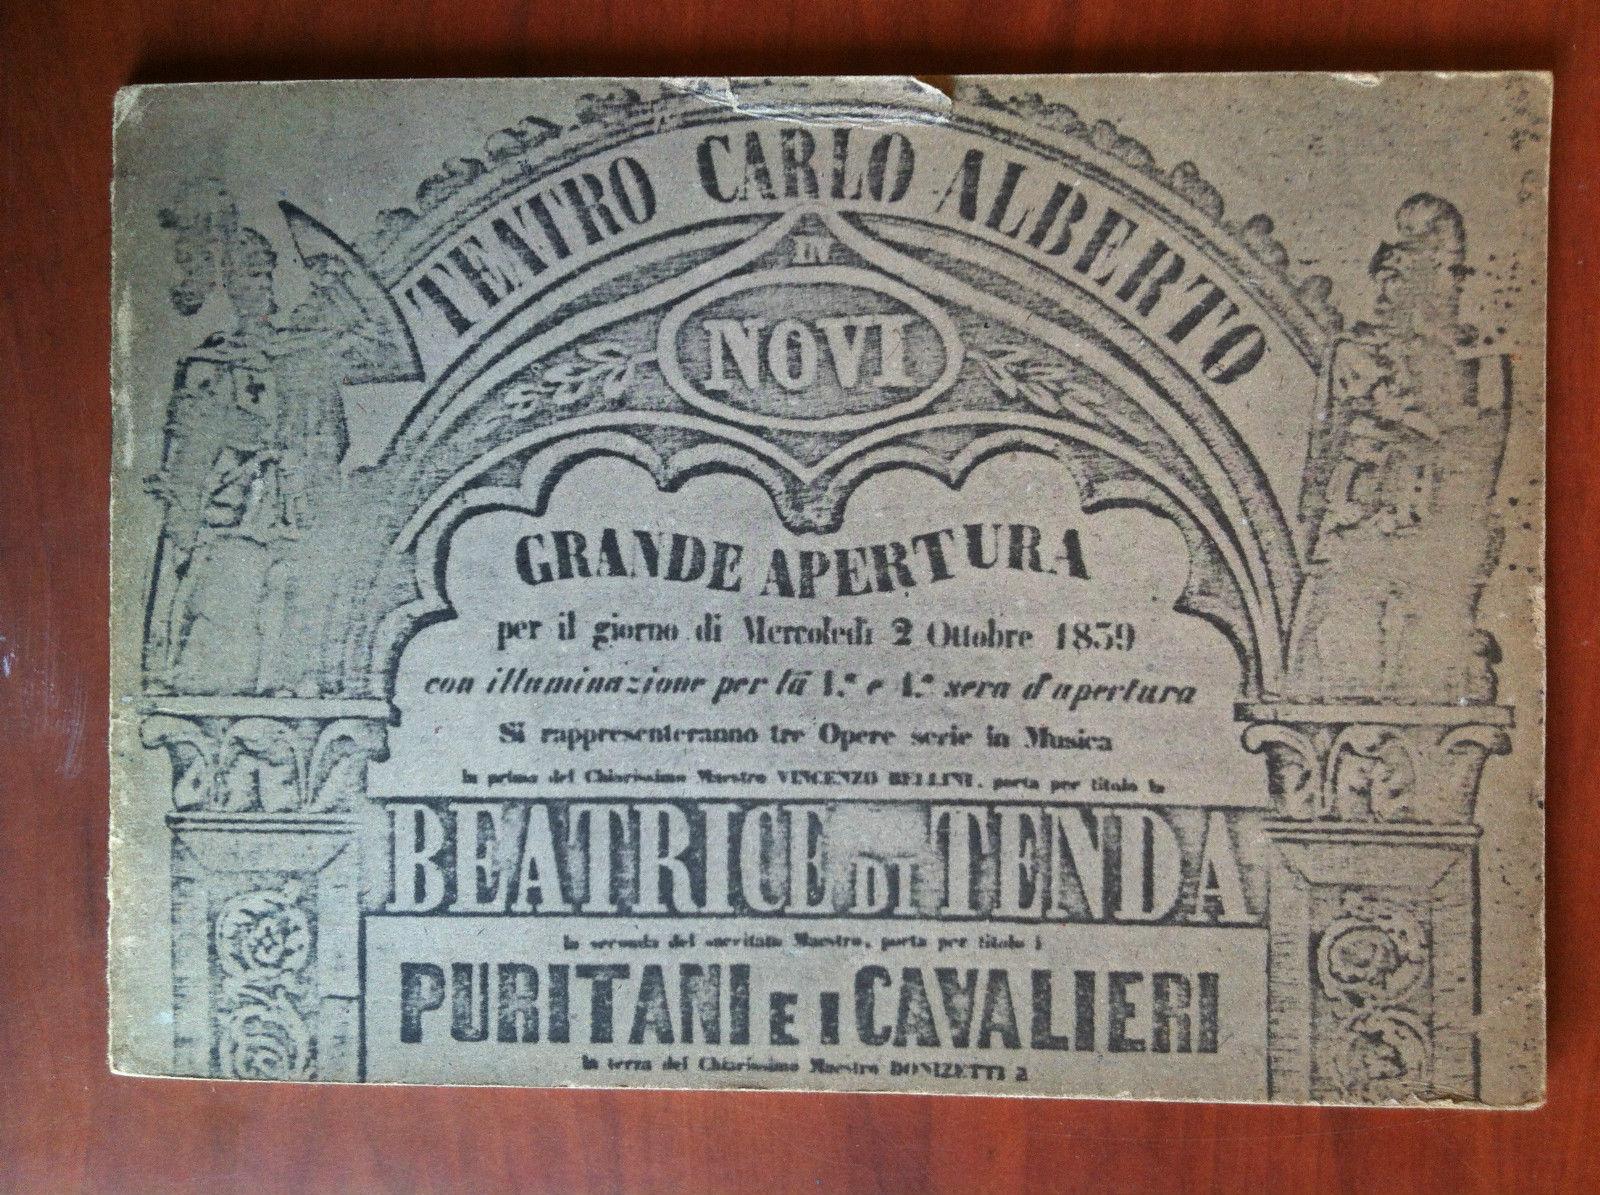 TEATRO CARLO ALBERTO
IN
NOVI
GRANDE APERTURA
per il giorno di Mercoledì 2 Ottobre 1839
con illuminazione per la 1.ª e 4.ª sera d'apertura
Si rappresenteranno tre Opere serie in Musica
la prima del Chiarissimo Maestro VINCENZO BELLINI, porta per titolo la
BEATRICE DI TENDA
la seconda del succitato Maestro, porta per titolo i
PURITANI E I CAVALIERI
la terza del Chiarissimo Maestro DONIZETTI a